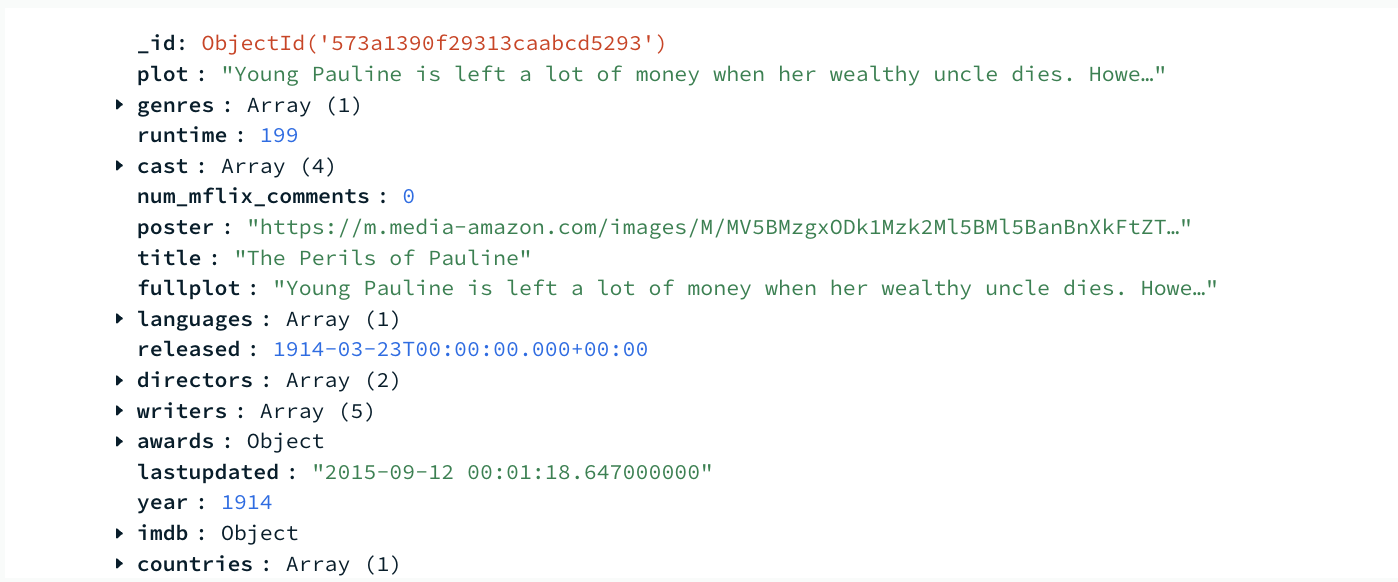 _id: ObjectId('573a1390f29313caabcd5293')
plot : "Young Pauline is left a lot of money when her wealthy uncle dies. Howe…"
genres : Array (1)
runtime : 199
cast : Array (4)
num_mflix_comments : 0
poster : "https://m.media-amazon.com/images/M/MV5BMzgxODk1Mzk2Ml5BMl5BanBnXkFtZT…"
title : "The Perils of Pauline"
fullplot : "Young Pauline is left a lot of money when her wealthy uncle dies. Howe…"
languages : Array (1)
released : 1914-03-23T00:00:00.000+00:00
directors : Array (2)
writers : Array (5)
awards : Object
lastupdated : "2015-09-12 00:01:18.647000000"
year : 1914
imdb : Object
countries : Array (1)